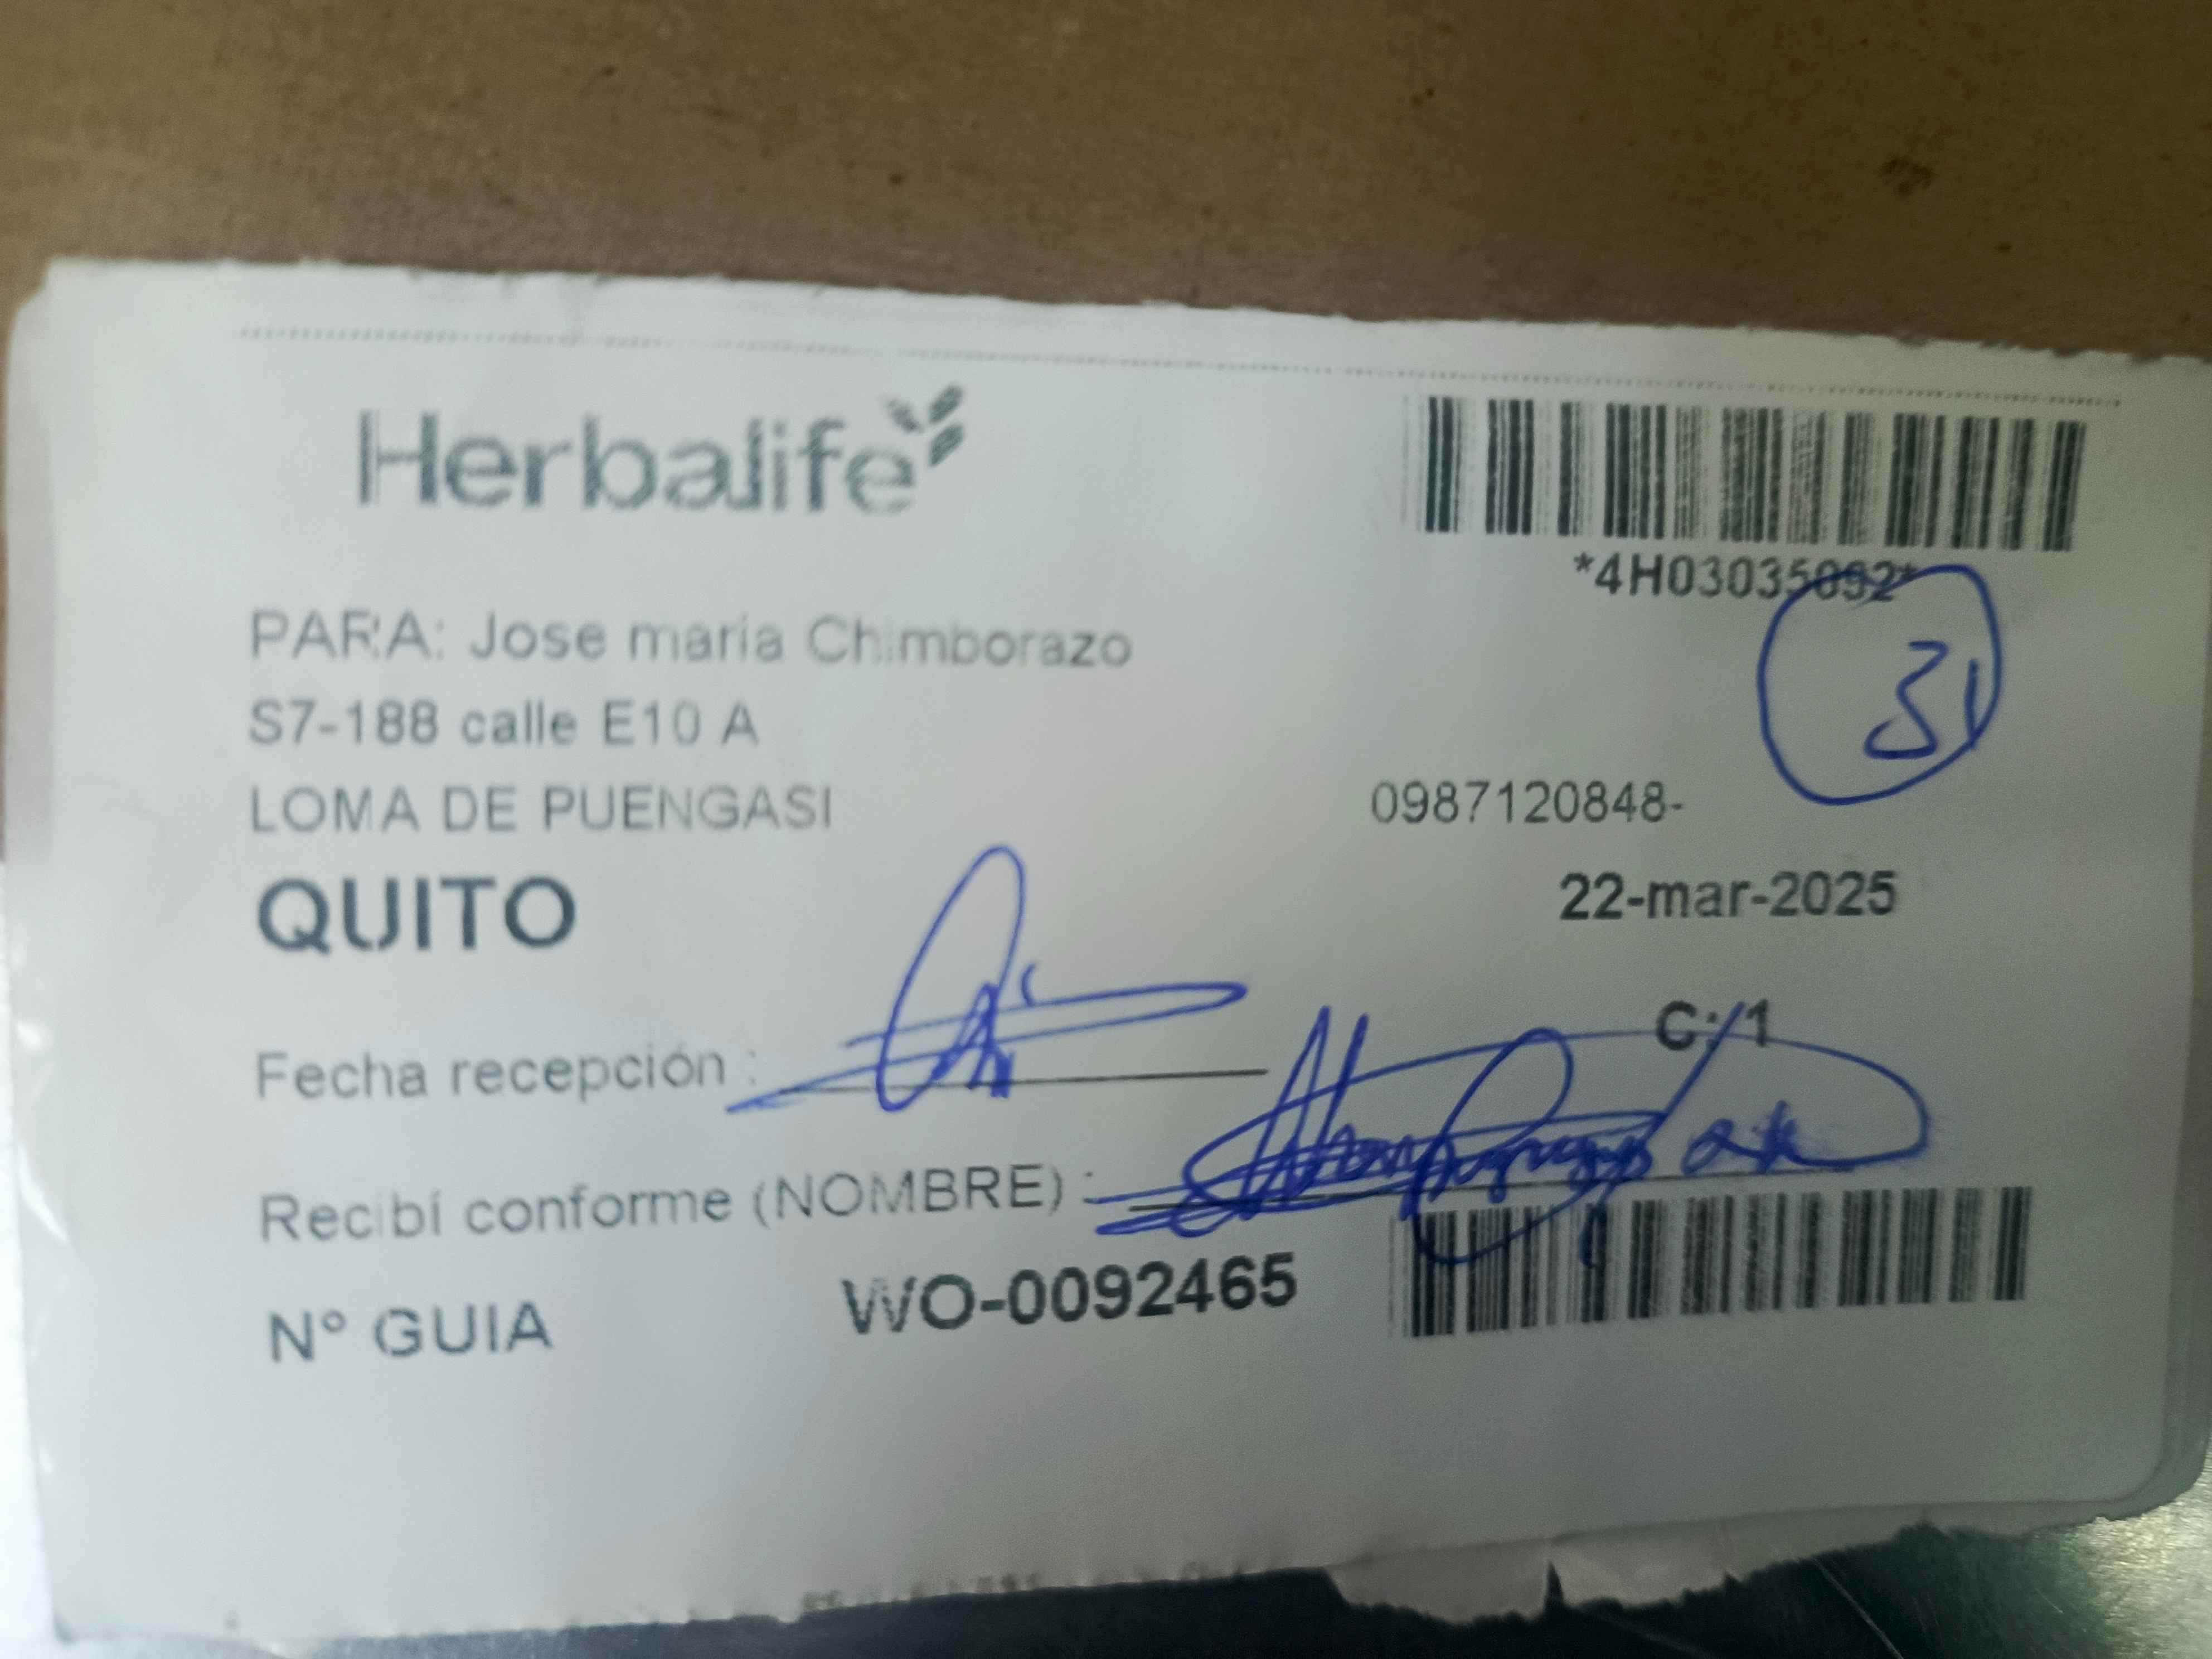 Herbalife
*4H03035092*
31
PARA: Jose maria Chimborazo
S7-188 calle E10 A
LOMA DE PUENGASI
0987120848-
QUITO
22-mar-2025
C:/1
Fecha recepción :
Recibí conforme (NOMBRE) :
N° GUIA WO-0092465